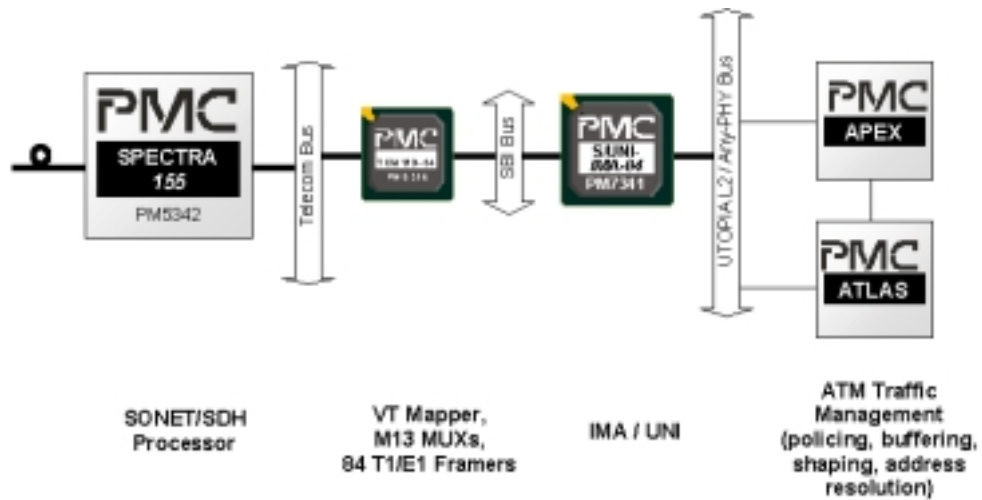 PMC
SPECTRA
155
PM5342
Telecom Bus
PMC
SBI Bus
PMC
S/UNI-
IMA-84
PM7341
UTOPIA L2 / Any-PHY Bus
PMC
APEX
PMC
ATLAS
SONET/SDH
Processor
VT Mapper,
M13 MUXs,
84 T1/E1 Framers
IMA / UNI
ATM Traffic
Management
(policing, buffering,
shaping, address
resolution)